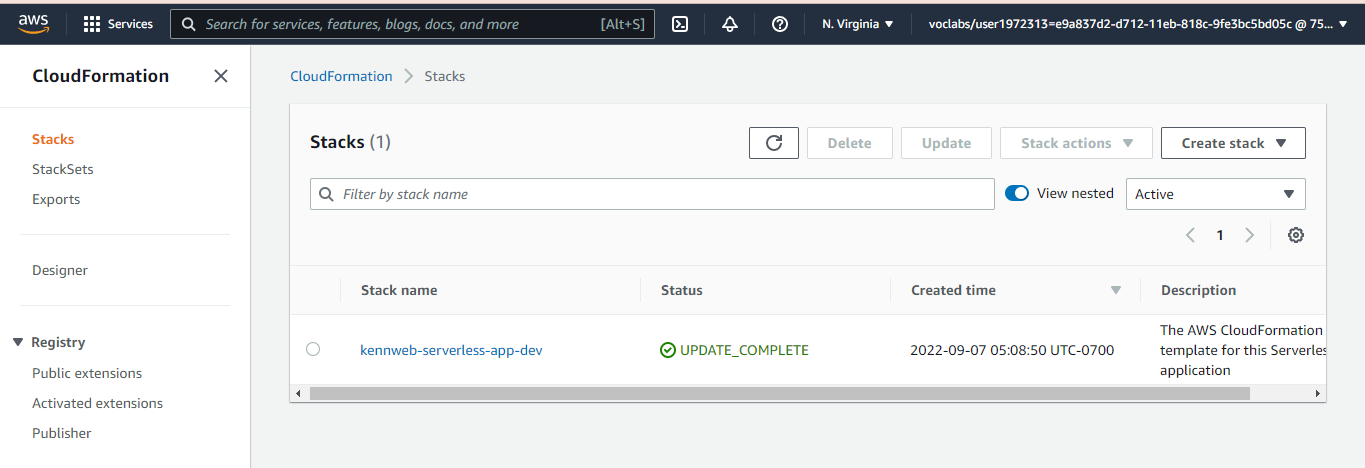 aws
Services
Search for services, features, blogs, docs, and more [Alt+S]
N. Virginia
voclabs/user1972313=e9a837d2-d712-11eb-818c-9fe3bc5bd05c @ 75...
CloudFormation
Stacks
StackSets
Exports
Designer
Registry
Public extensions
Activated extensions
Publisher
CloudFormation > Stacks
Stacks (1)
Delete
Update
Stack actions
Create stack
Filter by stack name
View nested
Active
1
Stack name
Status
Created time
Description
kennweb-serverless-app-dev
UPDATE_COMPLETE
2022-09-07 05:08:50 UTC-0700
The AWS CloudFormation
template for this Serverless
application